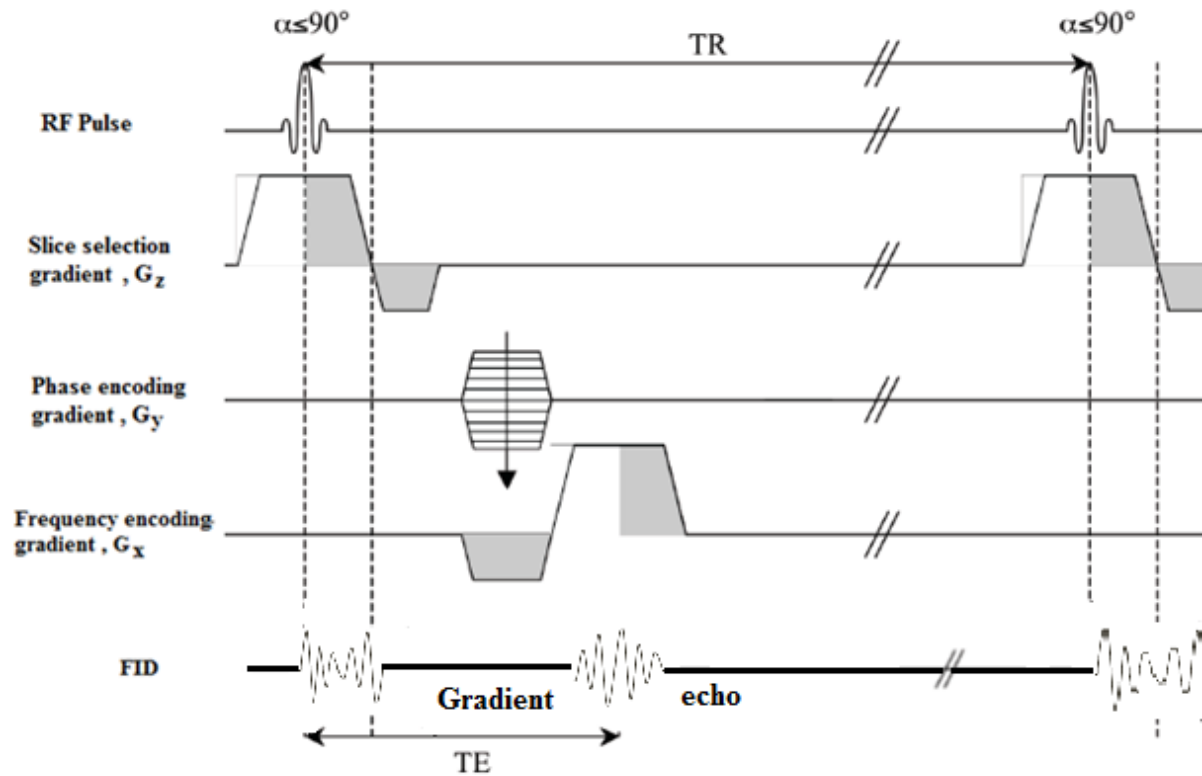 α≤90°
α≤90°
TR
RF Pulse
Slice selection
gradient , Gz
Phase encoding
gradient , Gy
Frequency encoding
gradient , Gx
FID
Gradient echo
TE